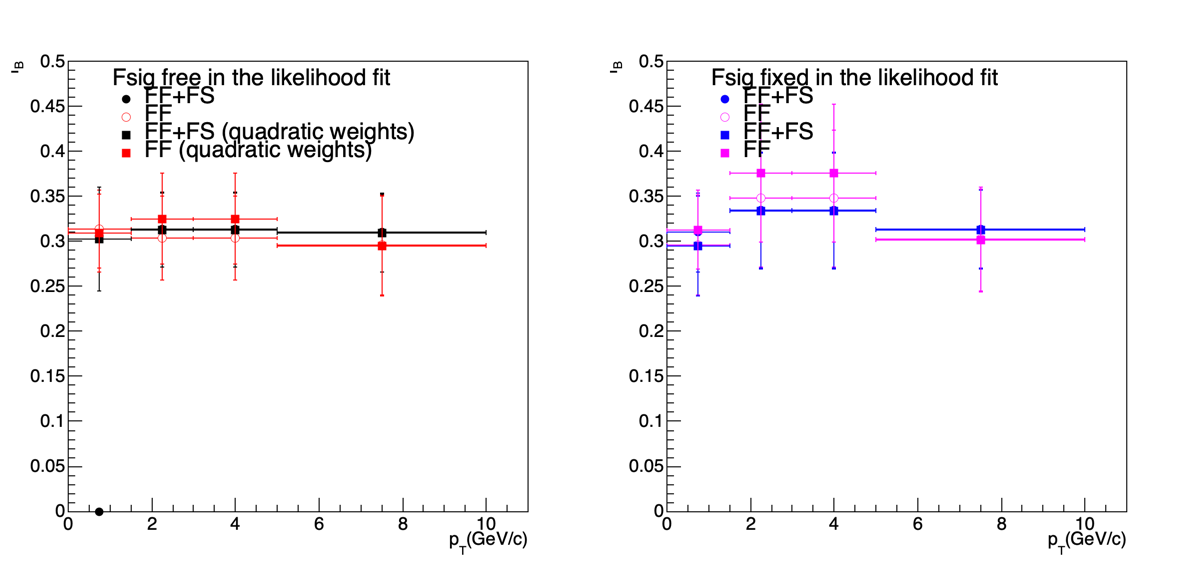 Fsig free in the likelihood fit
FF+FS
FF
FF+FS (quadratic weights)
FF (quadratic weights)
0.5
0.45
0.4
0.35
0.3
0.25
0.2
0.15
0.1
0.05
0
0 2 4 6 8 10
pT(GeV/c)
Fsig fixed in the likelihood fit
FF+FS
FF
FF+FS
FF
0.5
0.45
0.4
0.35
0.3
0.25
0.2
0.15
0.1
0.05
0
0 2 4 6 8 10
pT(GeV/c)